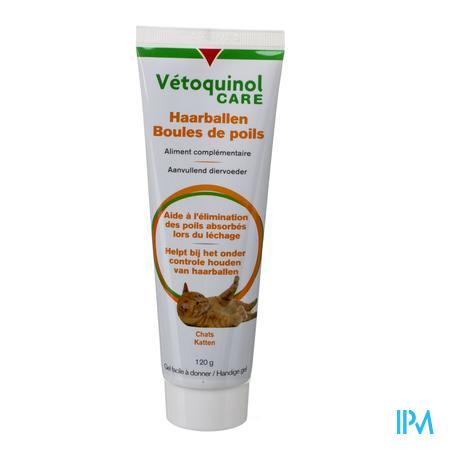 Vétoquinol
CARE
Haarballen
Boules de poils
Aliment complémentaire
Aanvullend diervoeder
Aide à l'élimination
des poils absorbés
lors du léchage
Helpt bij het onder
controle houden
van haarballen
Chats
Katten
120 g
Gel facile à donner / Handige gel
IPM